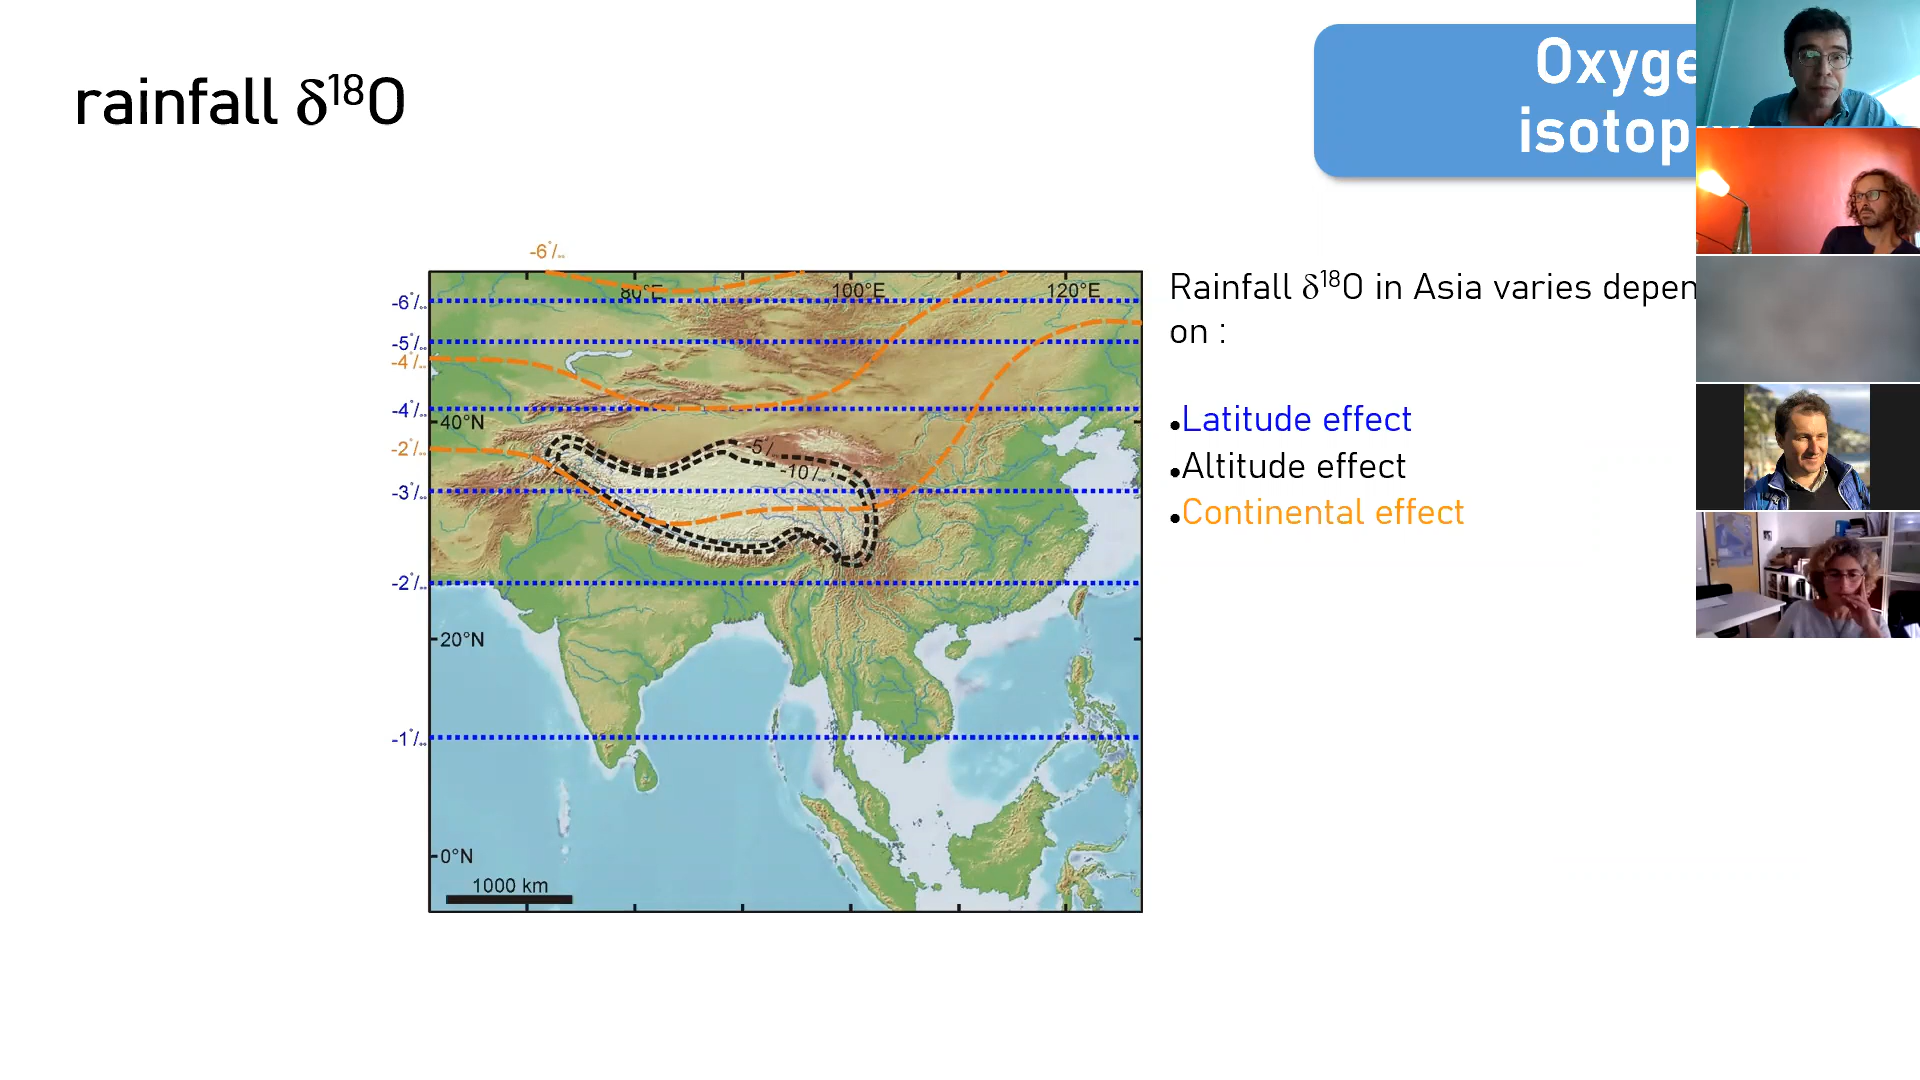 rainfall δ18O
Oxyge
isotop
-6°/..
80°E
100°E
120°E
-6°/..
-5°/..
-4°/..
-4°/..
40°N
-2°/..
-5°/..
-10°/..
-3°/..
-2°/..
20°N
-1°/..
0°N
1000 km
Rainfall δ18O in Asia varies depen
on :
•Latitude effect
•Altitude effect
•Continental effect